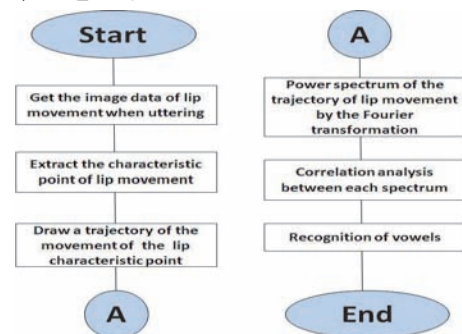 Start
Get the image data of lip
movement when uttering
Extract the characteristic
point of lip movement
Draw a trajectory of the
movement of the lip
characteristic point
A
A
Power spectrum of the
trajectory of lip movement
by the Fourier
transformation
Correlation analysis
between each spectrum
Recognition of vowels
End